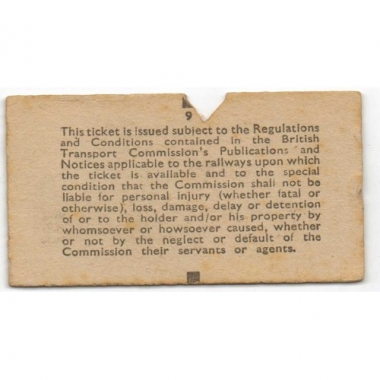 9
This ticket is issued subject to the Regulations
and Conditions contained in the British
Transport Commission's Publications and
Notices applicable to the railways upon which
the ticket is available and to the special
condition that the Commission shall not be
liable for personal injury (whether fatal or
otherwise), loss, damage, delay or detention
of or to the holder and/or his property by
whomsoever or howsoever caused, whether
or not by the neglect or default of the
Commission their servants or agents.